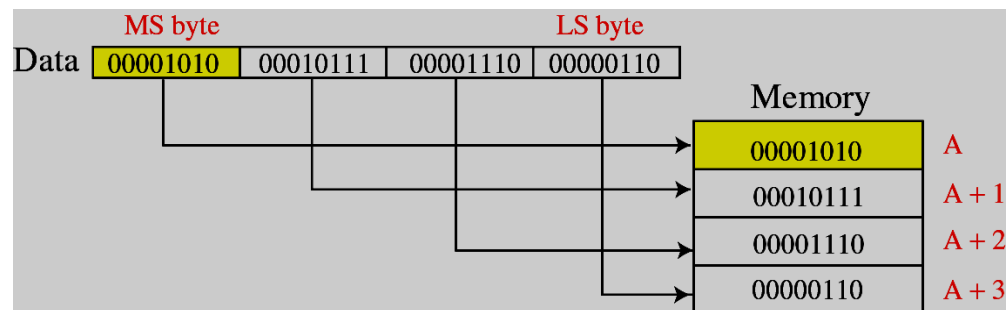 MS byte LS byte
Data 00001010 00010111 00001110 00000110
Memory
00001010 A
00010111 A + 1
00001110 A + 2
00000110 A + 3